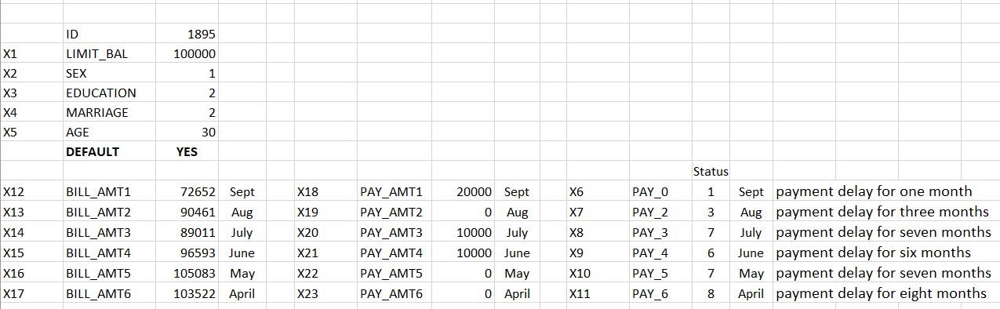 ID 1895
X1 LIMIT_BAL 100000
X2 SEX 1
X3 EDUCATION 2
X4 MARRIAGE 2
X5 AGE 30
DEFAULT YES
Status
X12 BILL_AMT1 72652 Sept X18 PAY_AMT1 20000 Sept X6 PAY_0 1 Sept payment delay for one month
X13 BILL_AMT2 90461 Aug X19 PAY_AMT2 0 Aug X7 PAY_2 3 Aug payment delay for three months
X14 BILL_AMT3 89011 July X20 PAY_AMT3 10000 July X8 PAY_3 7 July payment delay for seven months
X15 BILL_AMT4 96593 June X21 PAY_AMT4 10000 June X9 PAY_4 6 June payment delay for six months
X16 BILL_AMT5 105083 May X22 PAY_AMT5 0 May X10 PAY_5 7 May payment delay for seven months
X17 BILL_AMT6 103522 April X23 PAY_AMT6 0 April X11 PAY_6 8 April payment delay for eight months